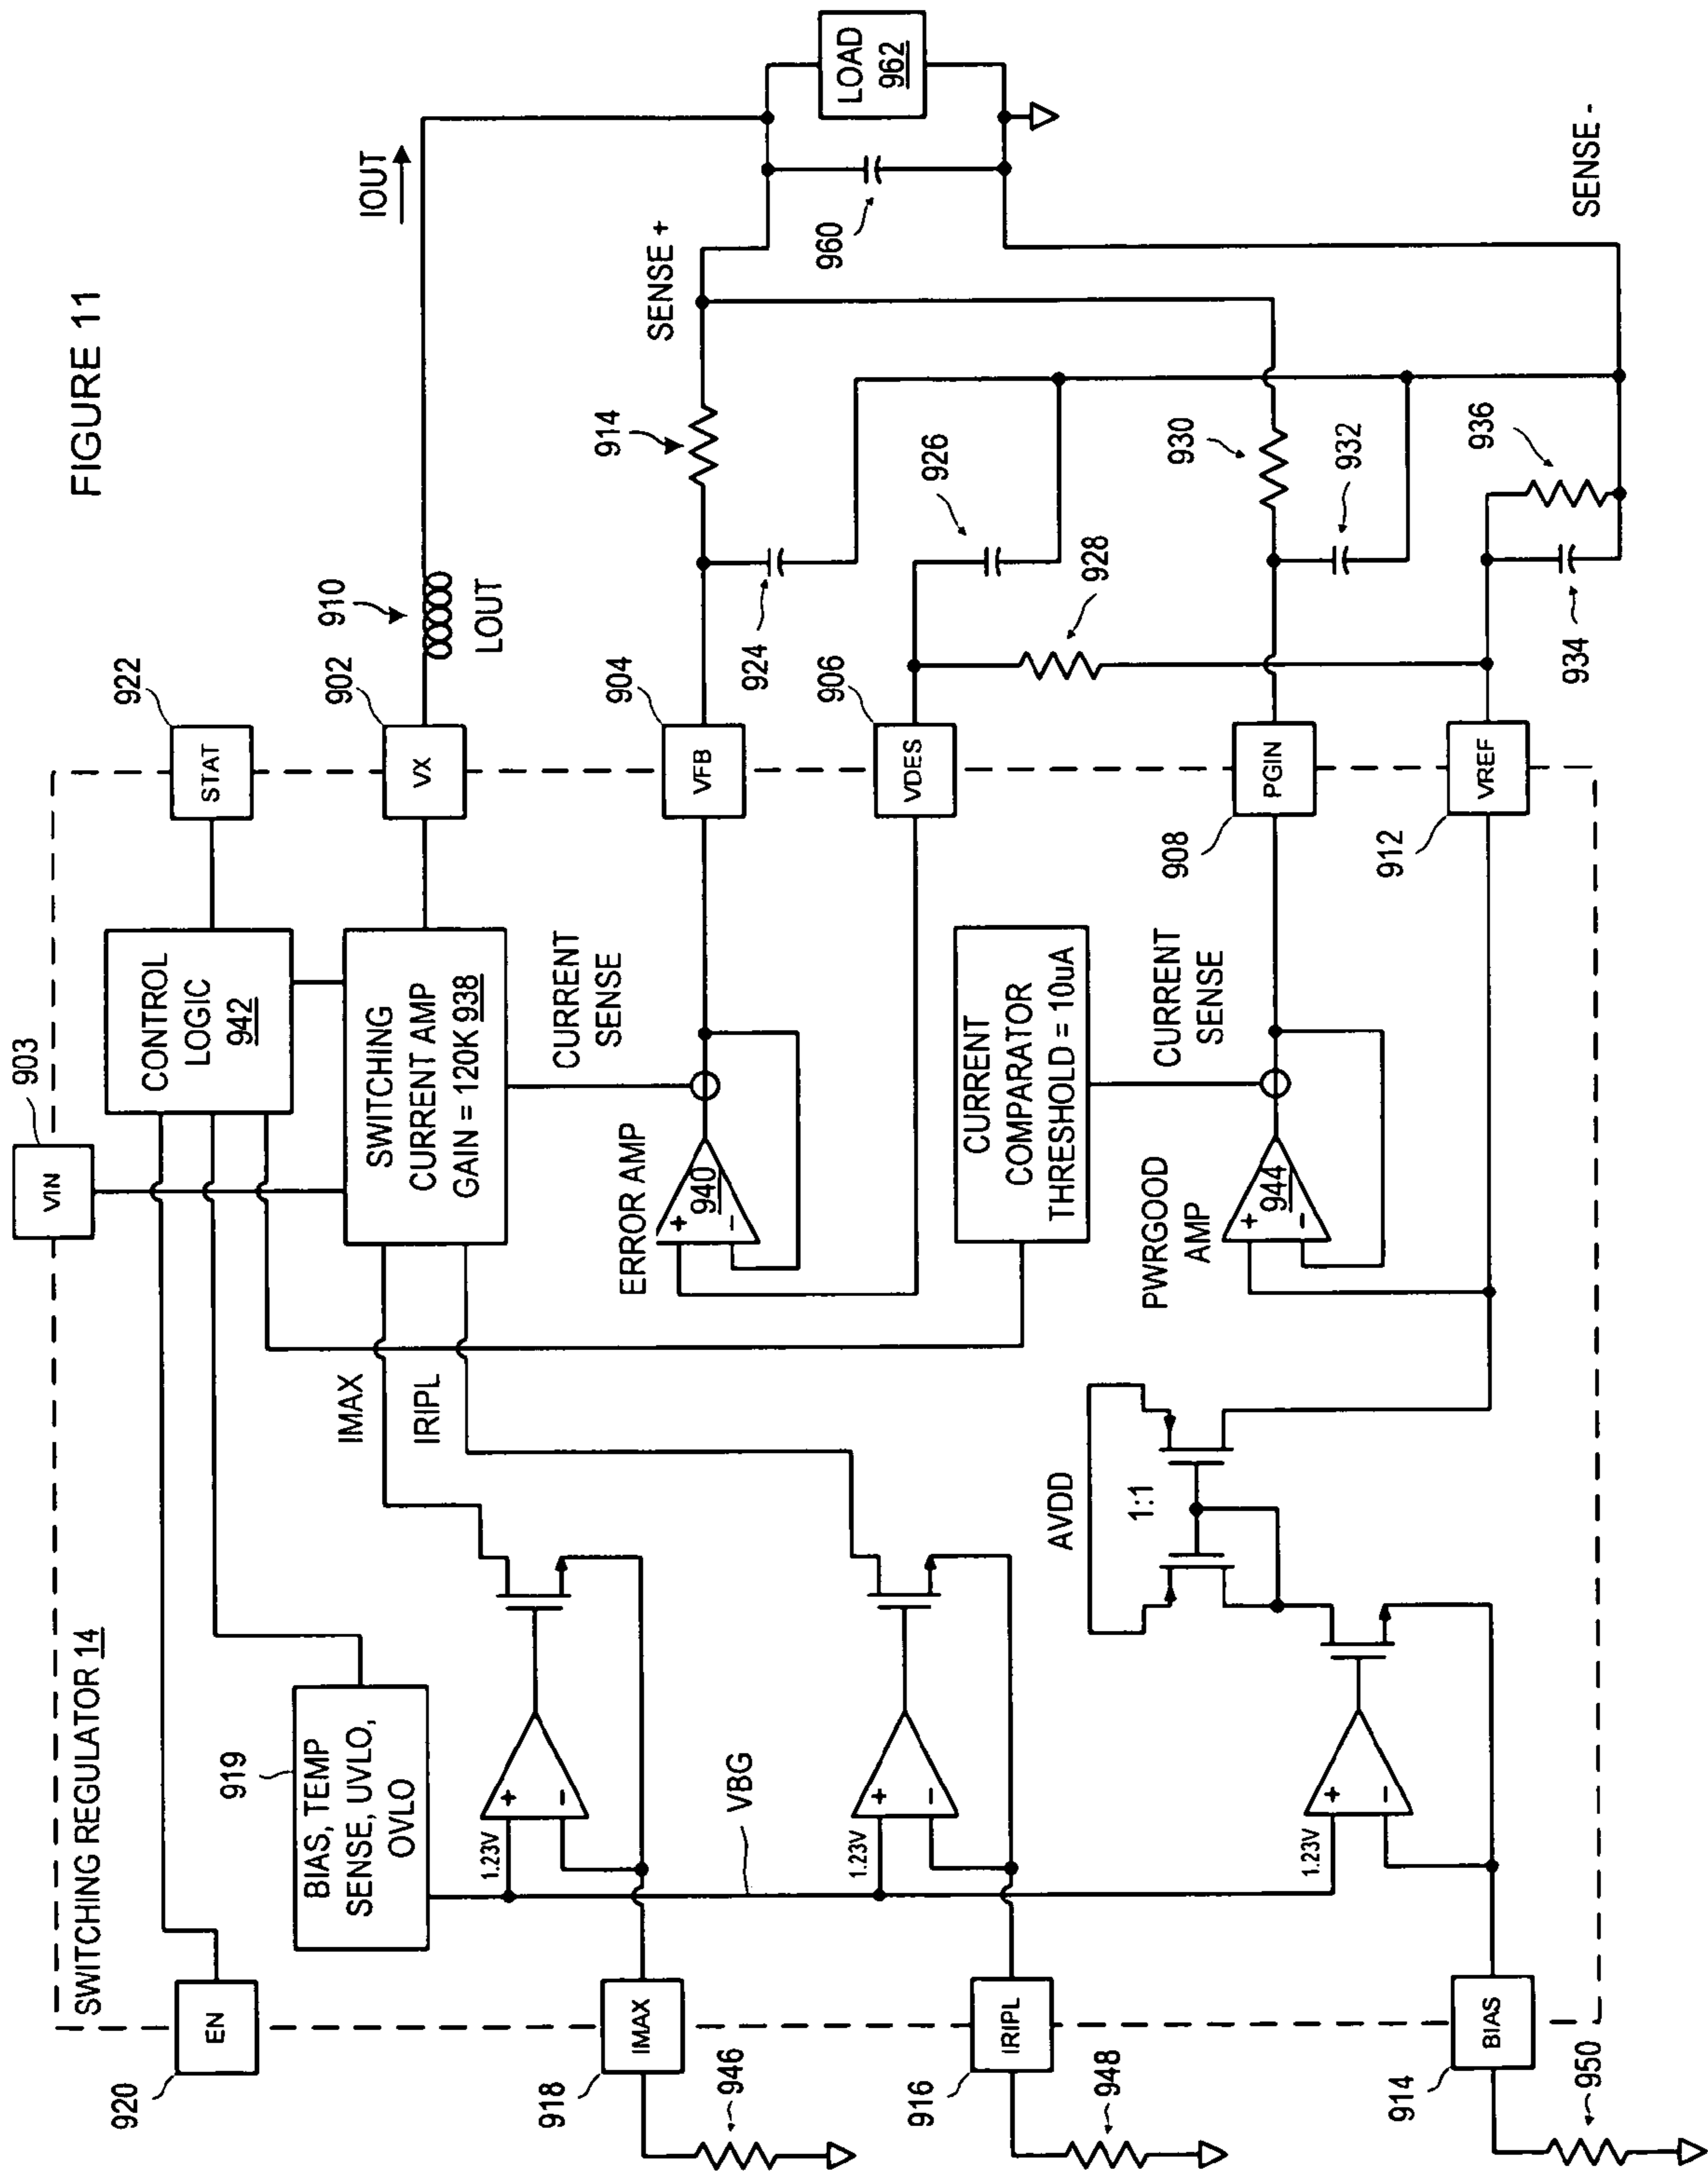 FIGURE 11
SWITCHING REGULATOR 14
903
VIN
922
STAT
902
VX
910
LOUT
IOUT
904
VFB
914
SENSE +
924
906
VDES
926
928
908
PGIN
930
932
912
VREF
934
936
960
LOAD
962
SENSE -
CONTROL
LOGIC
942
SWITCHING
CURRENT AMP
GAIN = 120K 938
CURRENT
SENSE
ERROR AMP
940
+
-
CURRENT
COMPARATOR
THRESHOLD = 10uA
CURRENT
SENSE
PWRGOOD
AMP
944
+
-
IMAX
IRIPL
AVDD
1:1
919
BIAS, TEMP
SENSE, UVLO,
OVLO
1.23V
+
-
VBG
1.23V
+
-
1.23V
+
-
920
EN
918
IMAX
946
916
IRIPL
948
914
BIAS
950